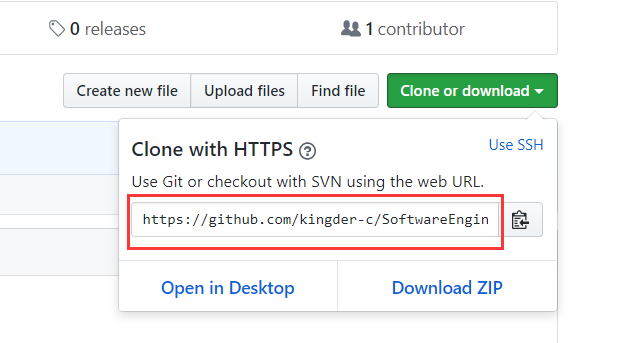 0 releases
1 contributor
Create new file
Upload files
Find file
Clone or download
Clone with HTTPS ?
Use SSH
Use Git or checkout with SVN using the web URL.
https://github.com/kingder-c/SoftwareEngin
Open in Desktop
Download ZIP